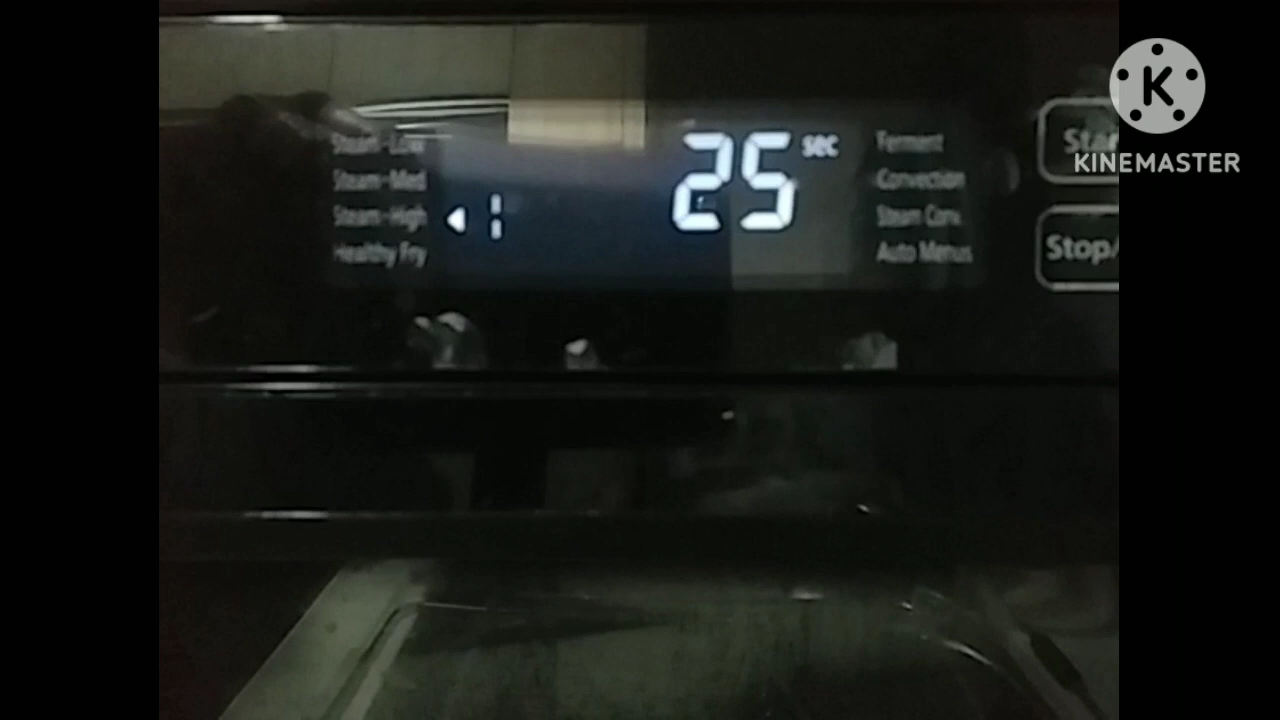 Steam-Low
Steam-Med
Steam-High
Healthy Fry
1
25 sec
Ferment
Convection
Steam Conv.
Auto Menus
Star
Stop/
K
KINEMASTER